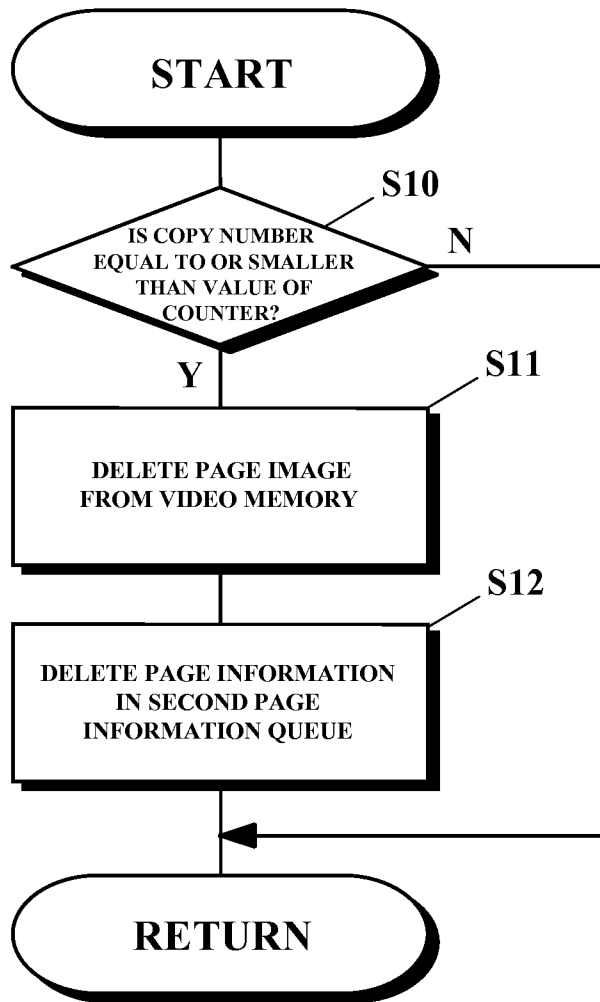 START
S10
IS COPY NUMBER
EQUAL TO OR SMALLER
THAN VALUE OF
COUNTER?
N
Y
S11
DELETE PAGE IMAGE
FROM VIDEO MEMORY
S12
DELETE PAGE INFORMATION
IN SECOND PAGE
INFORMATION QUEUE
RETURN